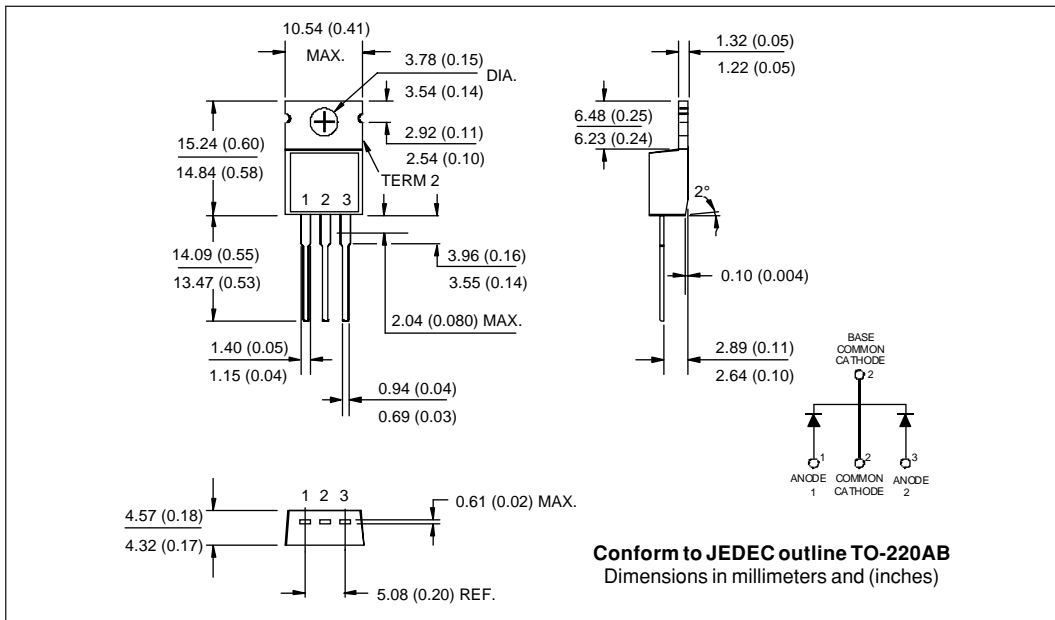 10.54 (0.41)
MAX.
3.78 (0.15)
3.54 (0.14)
DIA.
2.92 (0.11)
2.54 (0.10)
TERM 2
15.24 (0.60)
14.84 (0.58)
1 2 3
14.09 (0.55)
13.47 (0.53)
3.96 (0.16)
3.55 (0.14)
2.04 (0.080) MAX.
1.40 (0.05)
1.15 (0.04)
0.94 (0.04)
0.69 (0.03)
1.32 (0.05)
1.22 (0.05)
6.48 (0.25)
6.23 (0.24)
2°
0.10 (0.004)
2.89 (0.11)
2.64 (0.10)
BASE
COMMON
CATHODE
2
1 2 3
ANODE
1
COMMON
CATHODE
ANODE
2
1 2 3
4.57 (0.18)
4.32 (0.17)
0.61 (0.02) MAX.
5.08 (0.20) REF.
Conform to JEDEC outline TO-220AB
Dimensions in millimeters and (inches)